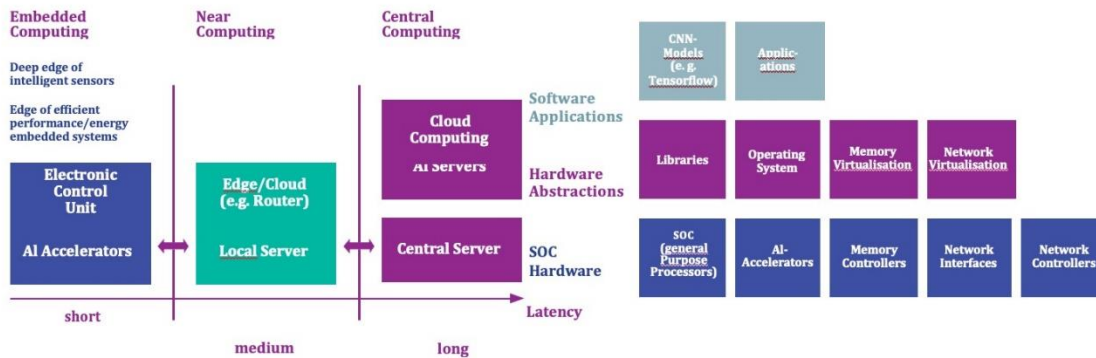 Embedded
Computing
Near
Computing
Central
Computing
Deep edge of
intelligent sensors
Edge of efficient
performance/energy
embedded systems
Electronic
Control
Unit
AI Accelerators
Edge/Cloud
(e.g. Router)
Local Server
Cloud
Computing
AI Servers
Central Server
Software
Applications
Hardware
Abstractions
SOC
Hardware
Latency
short
medium
long
CNN-
Models
(e. g.
Tensorflow)
Applic-
ations
Libraries
Operating
System
Memory
Virtualisation
Network
Virtualisation
SOC
(general
Purpose
Processors)
AI-
Accelerators
Memory
Controllers
Network
Interfaces
Network
Controllers